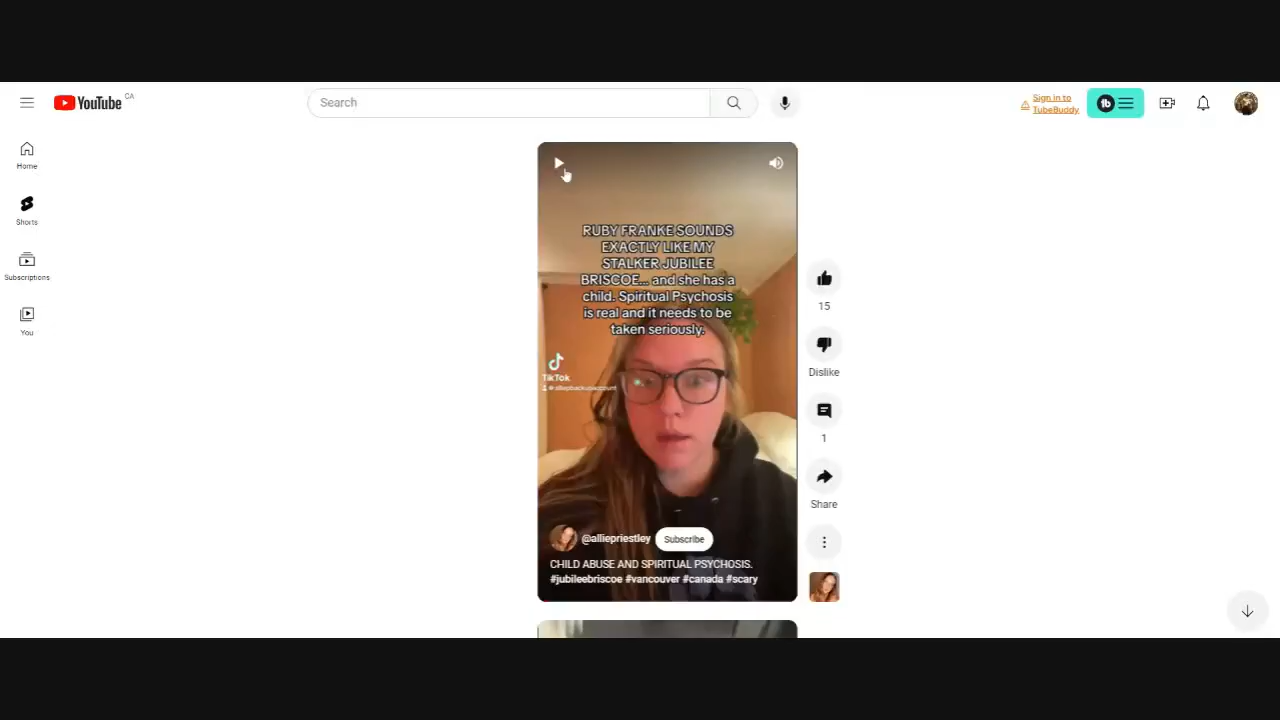 YouTube CA
Search
Sign in to
TubeBuddy
tb
Home
Shorts
Subscriptions
You
RUBY FRANKE SOUNDS
EXACTLY LIKE MY
STALKER JUBILEE
BRISCOE... and she has a
child. Spiritual Psychosis
is real and it needs to be
taken seriously.
TikTok
@alliepriestley Subscribe
CHILD ABUSE AND SPIRITUAL PSYCHOSIS.
#jubileebriscoe #vancouver #canada #scary
15
Dislike
1
Share